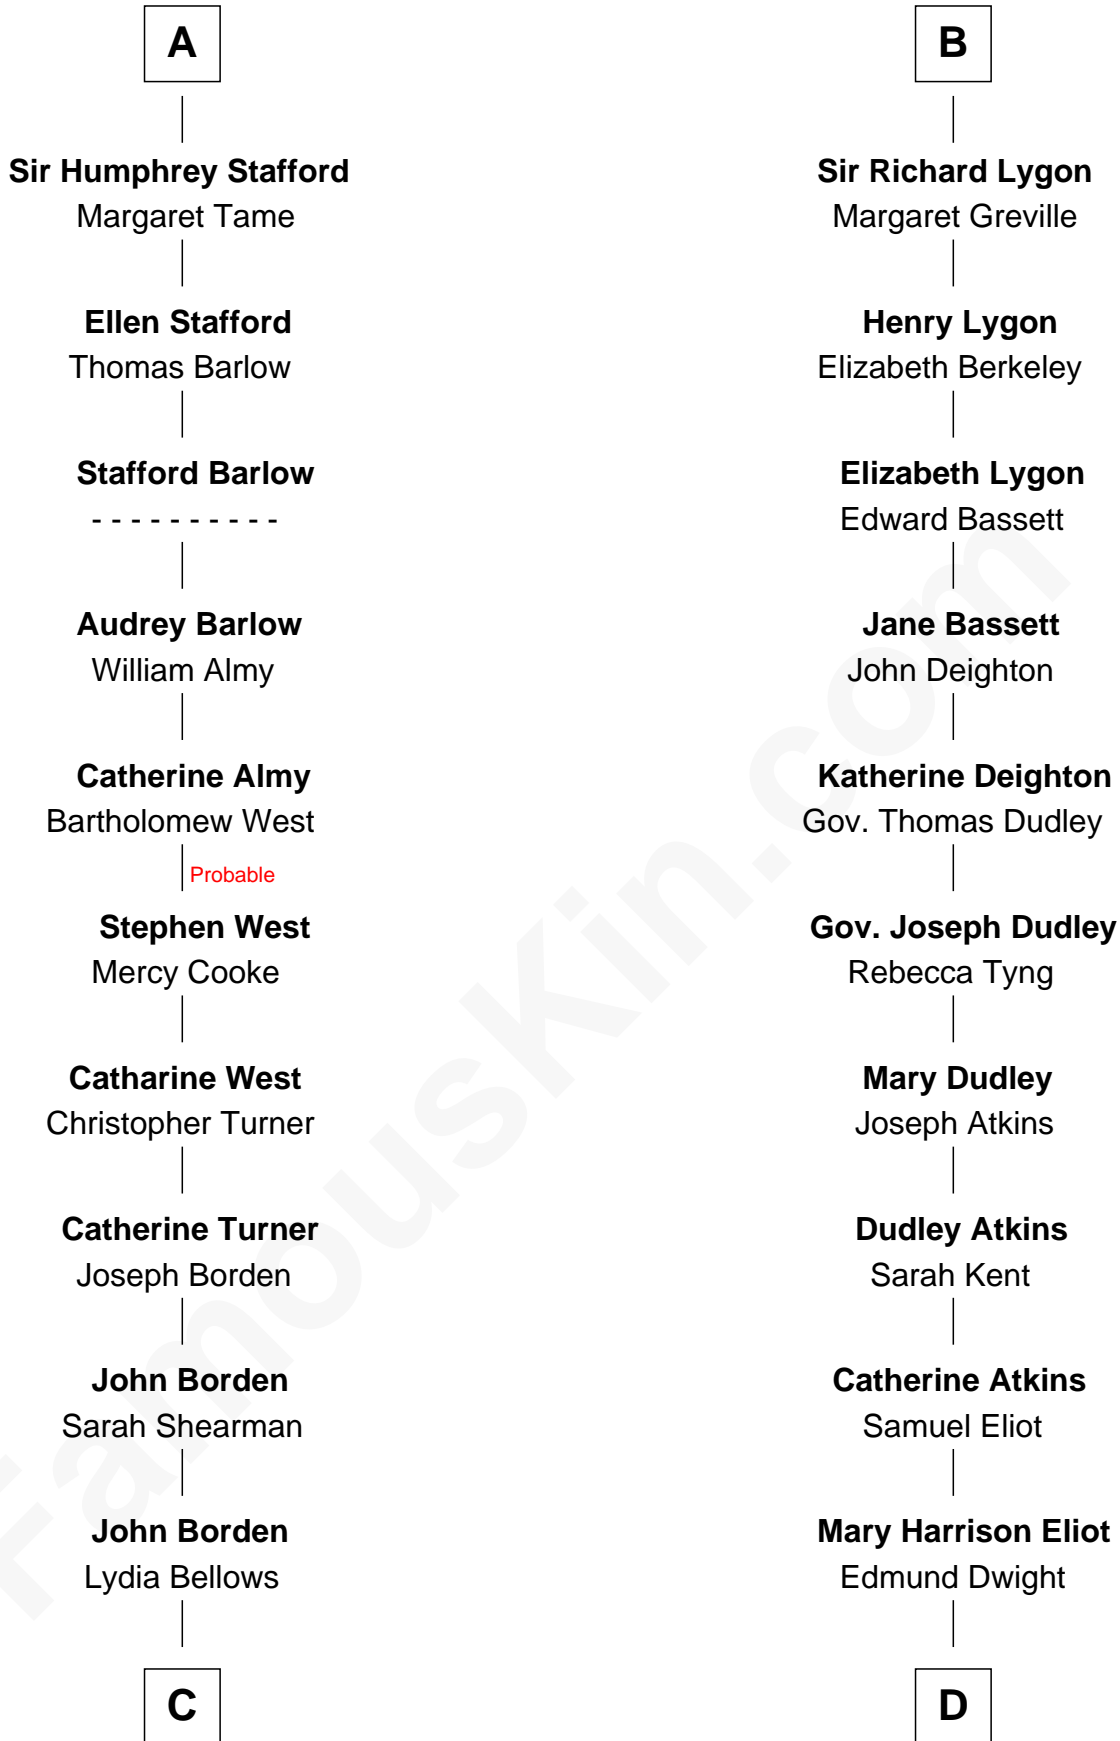 A
Sir Humphrey Stafford
Margaret Tame
Ellen Stafford
Thomas Barlow
Stafford Barlow
- - - - - - - - - -
Audrey Barlow
William Almy
Catherine Almy
Bartholomew West
Probable
Stephen West
Mercy Cooke
Catharine West
Christopher Turner
Catherine Turner
Joseph Borden
John Borden
Sarah Shearman
John Borden
Lydia Bellows
C
B
Sir Richard Lygon
Margaret Greville
Henry Lygon
Elizabeth Berkeley
Elizabeth Lygon
Edward Bassett
Jane Bassett
John Deighton
Katherine Deighton
Gov. Thomas Dudley
Gov. Joseph Dudley
Rebecca Tyng
Mary Dudley
Joseph Atkins
Dudley Atkins
Sarah Kent
Catherine Atkins
Samuel Eliot
Mary Harrison Eliot
Edmund Dwight
D
FamousKin.com